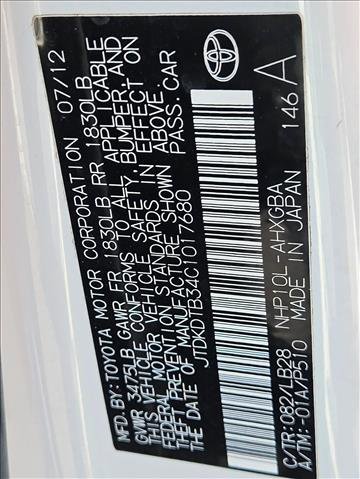 MFD. BY: TOYOTA MOTOR CORPORATION 07/12
GVWR 3475LB GAWR FR 1830LB RR 1830LB
THIS VEHICLE CONFORMS TO ALL APPLICABLE
FEDERAL MOTOR VEHICLE SAFETY, BUMPER, AND
THEFT PREVENTION STANDARDS IN EFFECT ON
THE DATE OF MANUFACTURE SHOWN ABOVE.
JTDKDTB34C1017680 PASS. CAR
C/TR: 082/LB28 NHP10L-AHXGBA
A/TM: -01A/P510 MADE IN JAPAN 146 A